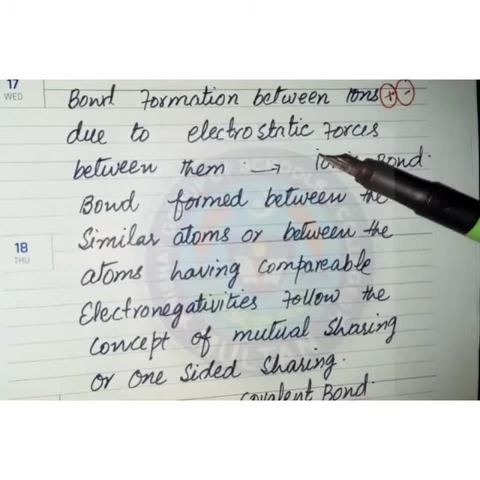 17
WED
Bond Formation between Ions + -
due to electrostatic Forces
between them → Ionic Bond.
Bond formed between the
18
THU
Similar atoms or between the
atoms having compareable
Electronegativities Follow the
concept of mutual Sharing
or one sided Sharing.
Covalent Bond